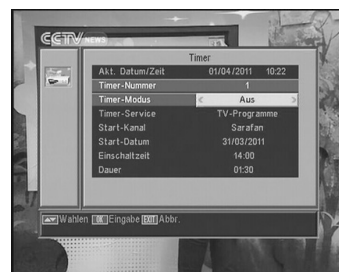 CCTV NEWS
Timer
Akt. Datum/Zeit 01/04/2011 10:22
Timer-Nummer 1
Timer-Modus < Aus >
Timer-Service TV-Programme
Start-Kanal Sarafan
Start-Datum 31/03/2011
Einschaltzeit 14:00
Dauer 01:30
Wahlen OK Eingabe EXIT Abbr.